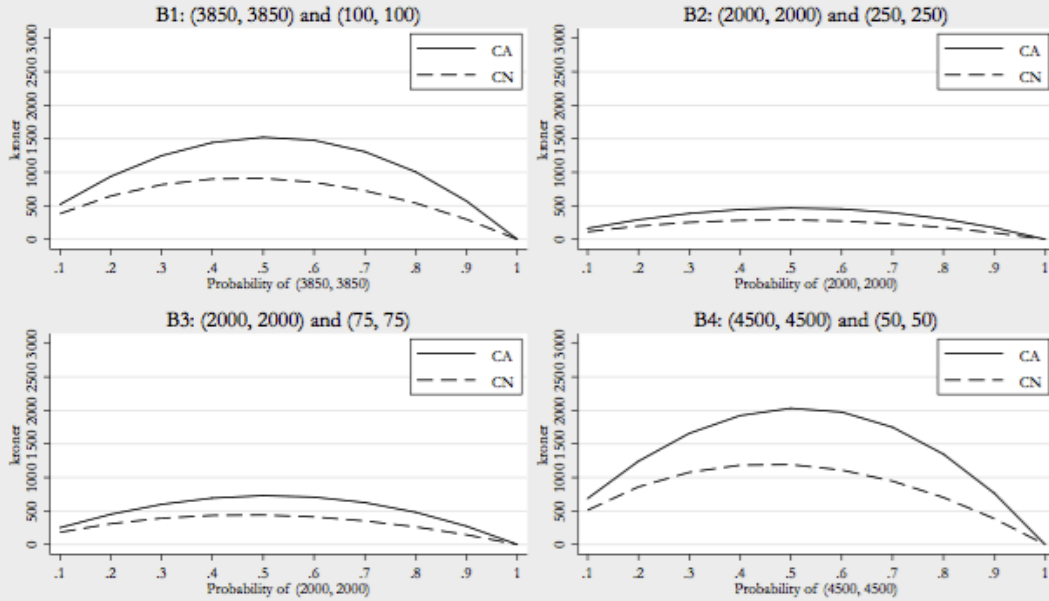 B1: (3850, 3850) and (100, 100)
CA
CN
kroner
0 500 1000 1500 2000 2500 3000
.1 .2 .3 .4 .5 .6 .7 .8 .9 1
Probability of (3850, 3850)
B2: (2000, 2000) and (250, 250)
CA
CN
kroner
0 500 1000 1500 2000 2500 3000
.1 .2 .3 .4 .5 .6 .7 .8 .9 1
Probability of (2000, 2000)
B3: (2000, 2000) and (75, 75)
CA
CN
kroner
0 500 1000 1500 2000 2500 3000
.1 .2 .3 .4 .5 .6 .7 .8 .9 1
Probability of (2000, 2000)
B4: (4500, 4500) and (50, 50)
CA
CN
kroner
0 500 1000 1500 2000 2500 3000
.1 .2 .3 .4 .5 .6 .7 .8 .9 1
Probability of (4500, 4500)